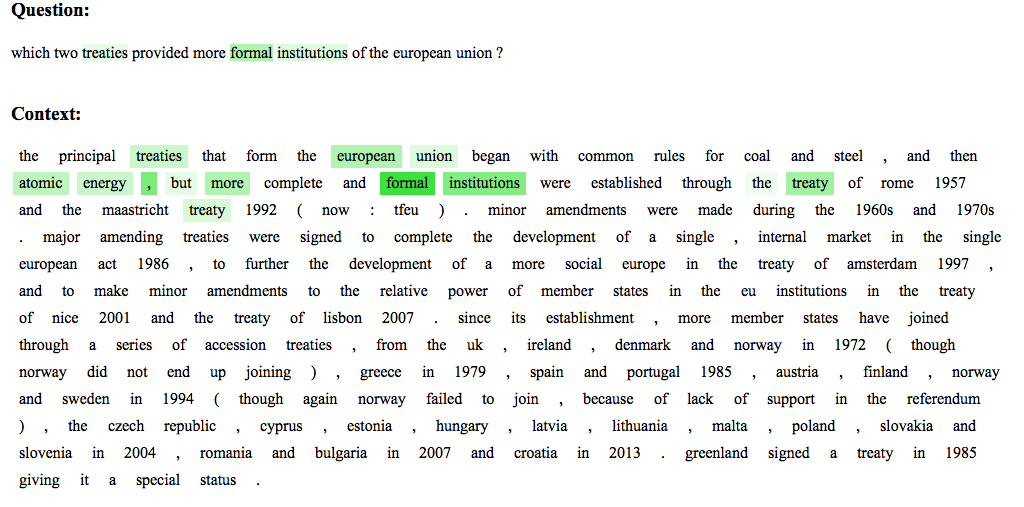 Question:
which two treaties provided more formal institutions of the european union ?
Context:
the principal treaties that form the european union began with common rules for coal and steel , and then
atomic energy , but more complete and formal institutions were established through the treaty of rome 1957
and the maastricht treaty 1992 ( now : tfeu ) . minor amendments were made during the 1960s and 1970s
. major amending treaties were signed to complete the development of a single , internal market in the single
european act 1986 , to further the development of a more social europe in the treaty of amsterdam 1997 ,
and to make minor amendments to the relative power of member states in the eu institutions in the treaty
of nice 2001 and the treaty of lisbon 2007 . since its establishment , more member states have joined
through a series of accession treaties , from the uk , ireland , denmark and norway in 1972 ( though
norway did not end up joining ) , greece in 1979 , spain and portugal 1985 , austria , finland , norway
and sweden in 1994 ( though again norway failed to join , because of lack of support in the referendum
) , the czech republic , cyprus , estonia , hungary , latvia , lithuania , malta , poland , slovakia and
slovenia in 2004 , romania and bulgaria in 2007 and croatia in 2013 . greenland signed a treaty in 1985
giving it a special status .